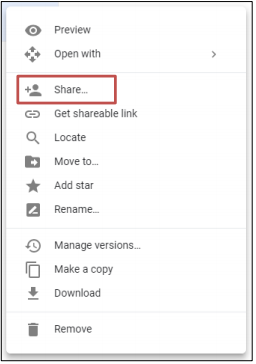 Preview
Open with
Share...
Get shareable link
Locate
Move to...
Add star
Rename...
Manage versions...
Make a copy
Download
Remove